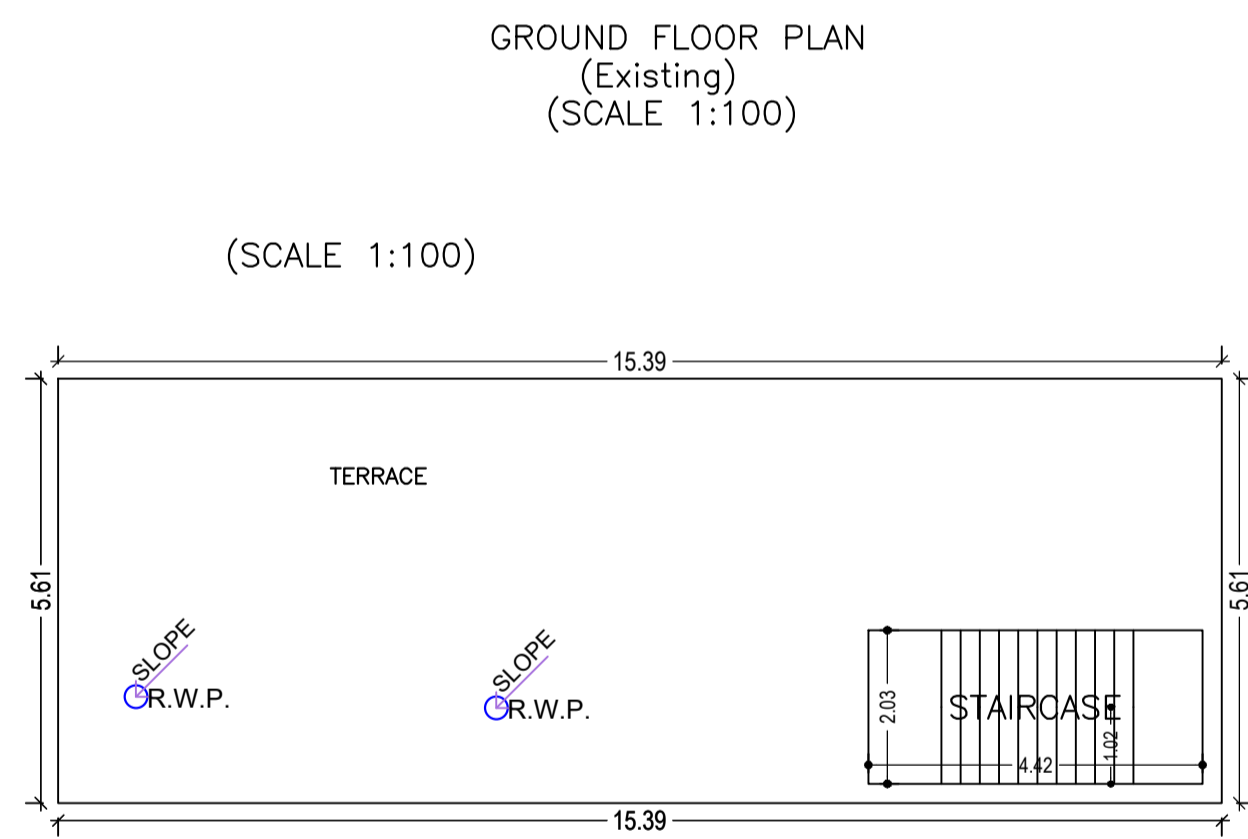 GROUND FLOOR PLAN
(Existing)
(SCALE 1:100)
(SCALE 1:100)
15.39
TERRACE
5.61
5.61
SLOPE
R.W.P.
SLOPE
R.W.P.
2.03
STAIRCASE
1.02
4.42
15.39